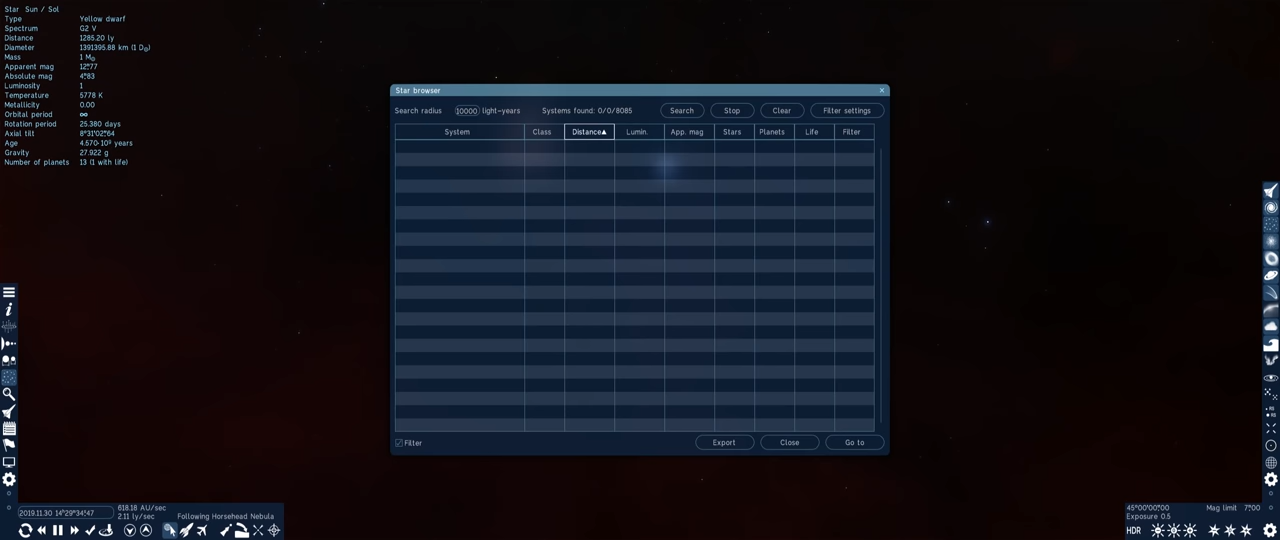 Star Sun / Sol
Type Yellow dwarf
Spectrum G2 V
Distance 1285.20 ly
Diameter 1391395.88 km (1 D☉)
Mass 1 M☉
Apparent mag 12ᵐ77
Absolute mag 4ᵐ83
Luminosity 1
Temperature 5778 K
Metallicity 0.00
Orbital period ∞
Rotation period 25.380 days
Axial tilt 8°31'02"64
Age 4.570·10⁹ years
Gravity 27.922 g
Number of planets 13 (1 with life)
Star browser
Search radius 10000 light-years Systems found: 0/0/8085 Search Stop Clear Filter settings
System Class Distance▲ Lumin. App. mag Stars Planets Life Filter
Filter Export Close Go to
618.18 AU/sec
2019.11.30 14:29:34.47
2.11 ly/sec Following Horsehead Nebula
45°00'00"00 Mag limit 7ᵐ00
Exposure 0.5
HDR